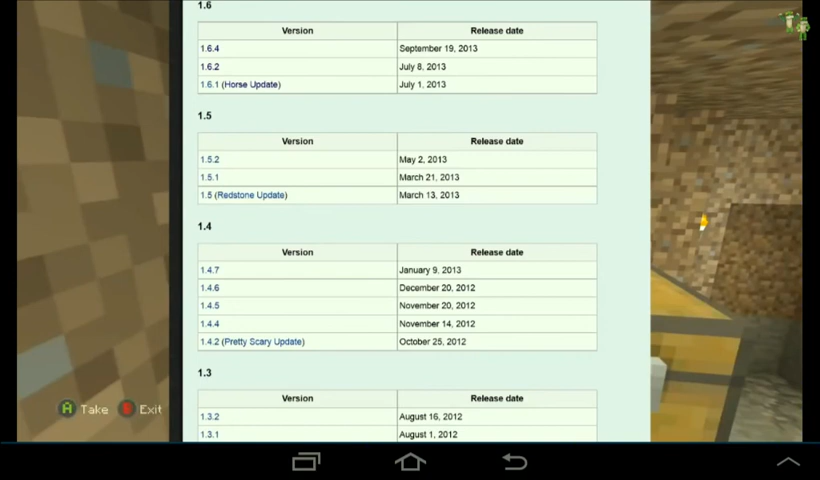 1.6
Version Release date
1.6.4 September 19, 2013
1.6.2 July 8, 2013
1.6.1 (Horse Update) July 1, 2013
1.5
Version Release date
1.5.2 May 2, 2013
1.5.1 March 21, 2013
1.5 (Redstone Update) March 13, 2013
1.4
Version Release date
1.4.7 January 9, 2013
1.4.6 December 20, 2012
1.4.5 November 20, 2012
1.4.4 November 14, 2012
1.4.2 (Pretty Scary Update) October 25, 2012
1.3
Version Release date
1.3.2 August 16, 2012
1.3.1 August 1, 2012
A Take B Exit